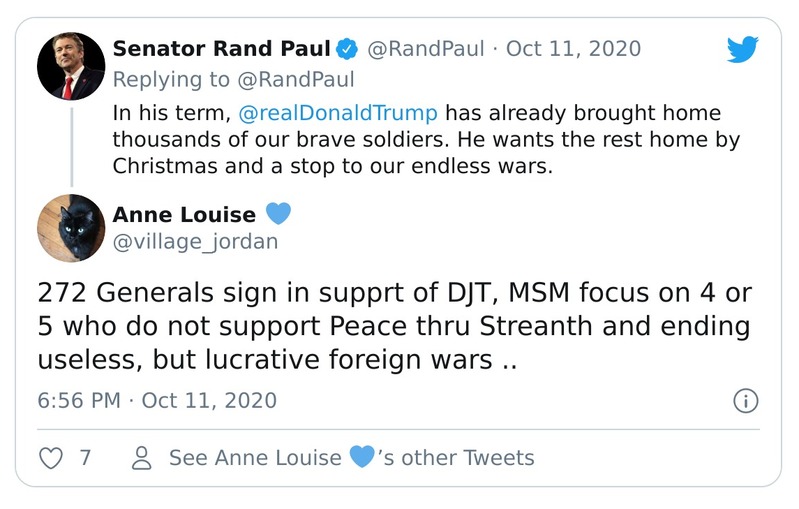 Senator Rand Paul @RandPaul · Oct 11, 2020
Replying to @RandPaul
In his term, @realDonaldTrump has already brought home
thousands of our brave soldiers. He wants the rest home by
Christmas and a stop to our endless wars.
Anne Louise 💙
@village_jordan
272 Generals sign in supprt of DJT, MSM focus on 4 or
5 who do not support Peace thru Streanth and ending
useless, but lucrative foreign wars ..
6:56 PM · Oct 11, 2020
7 See Anne Louise 💙’s other Tweets